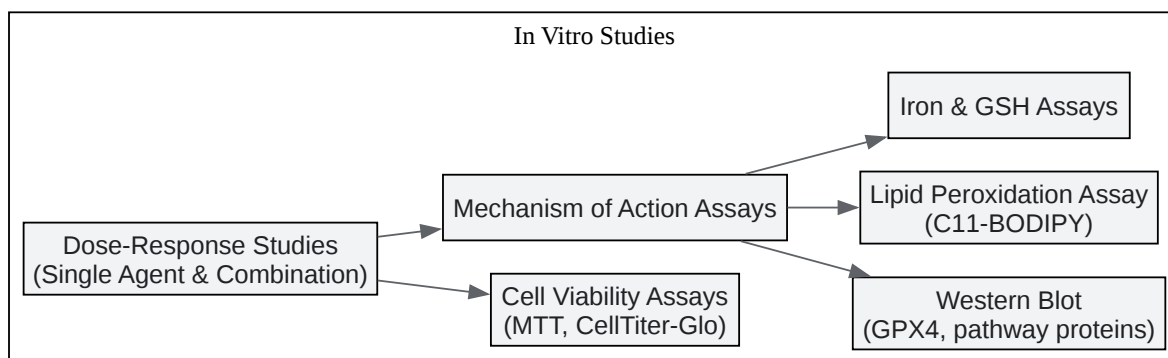 In Vitro Studies
Iron & GSH Assays
Mechanism of Action Assays
Lipid Peroxidation Assay
(C11-BODIPY)
Dose-Response Studies
(Single Agent & Combination)
Cell Viability Assays
(MTT, CellTiter-Glo)
Western Blot
(GPX4, pathway proteins)